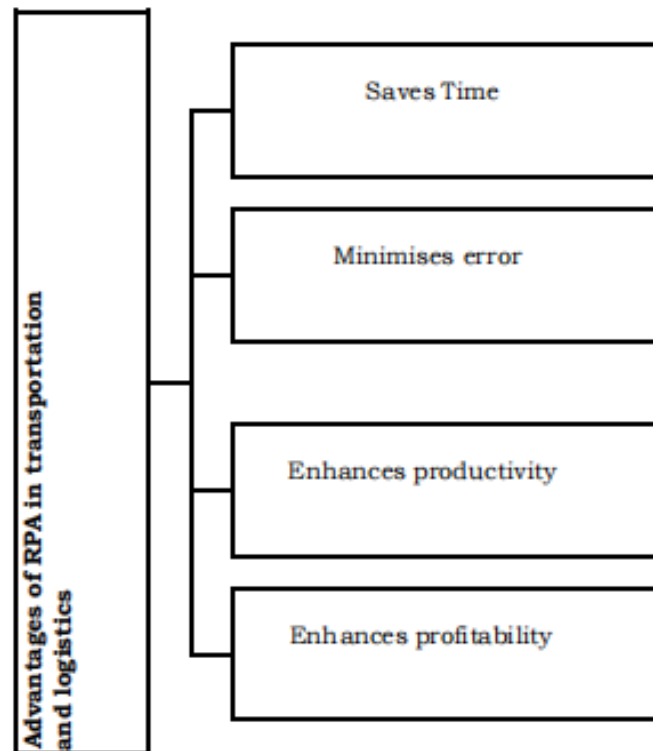 Advantages of RPA in transportation
and logistics
Saves Time
Minimises error
Enhances productivity
Enhances profitability